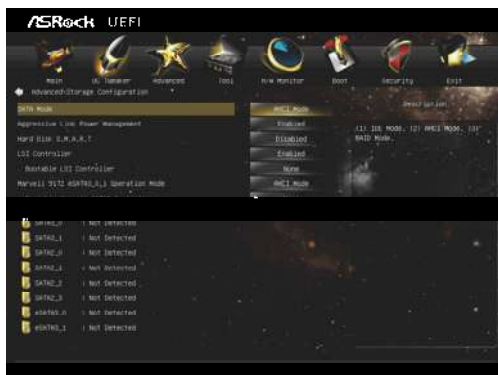 ASRock UEFI
Main OC Tweaker Advanced Tool H/W Monitor Boot Security Exit
Advanced\Storage Configuration
SATA Mode AHCI Mode
Aggressive Link Power Management Enabled
Hard Disk S.M.A.R.T Disabled
LSI Controller Enabled
Bootable LSI Controller None
Marvell 9172 eSATA3_0_1 Operation Mode AHCI Mode
Description
(1) IDE Mode. (2) AHCI Mode. (3)
RAID Mode.
: Not Detected
SATA3_1 : Not Detected
SATA2_0 : Not Detected
SATA2_1 : Not Detected
SATA2_2 : Not Detected
SATA2_3 : Not Detected
eSATA3_0 : Not Detected
eSATA3_1 : Not Detected